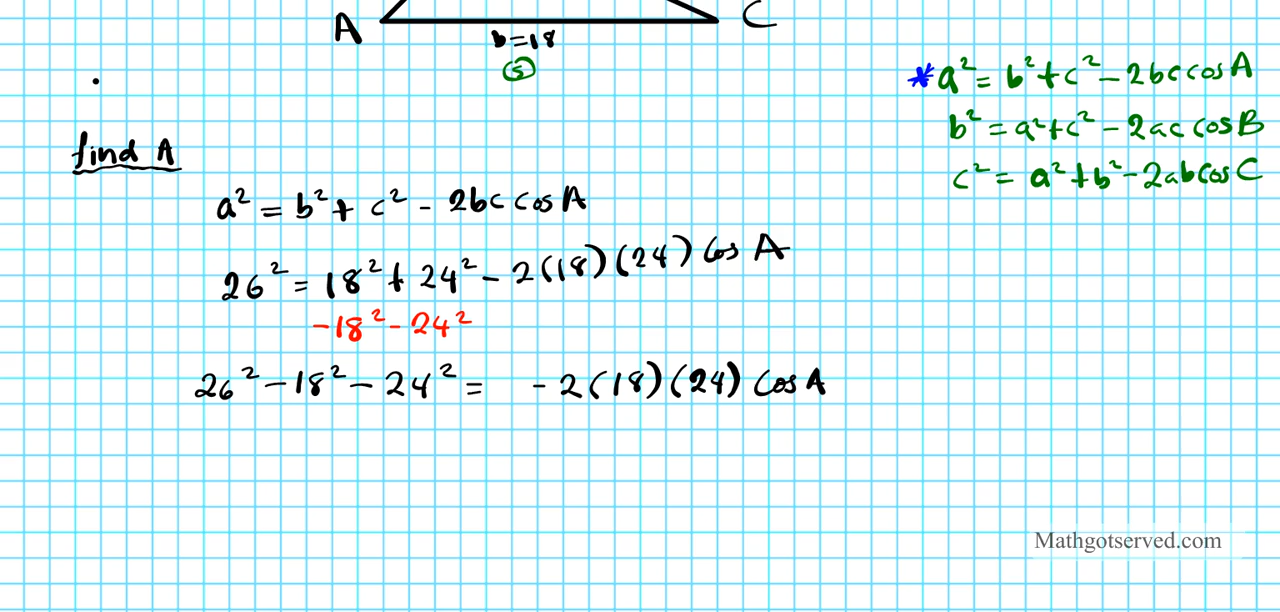 A
C
b=18
S
*a² = b² + c² - 2bc cos A
b² = a² + c² - 2ac cos B
c² = a² + b² - 2ab cos C
find A
a² = b² + c² - 2bc cos A
26² = 18² + 24² - 2(18)(24) cos A
-18² - 24²
26² - 18² - 24² = - 2(18)(24) cos A
Mathgotserved.com